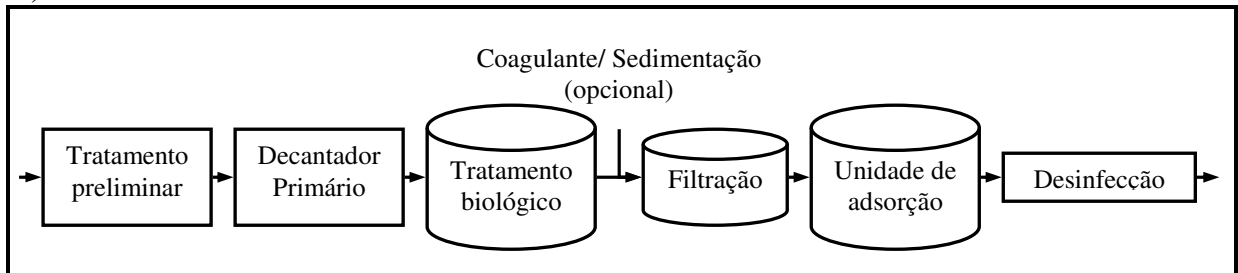 )
Coagulante/ Sedimentação
(opcional)
Tratamento
preliminar
Decantador
Primário
Tratamento
biológico
Filtração
Unidade de
adsorção
Desinfecção